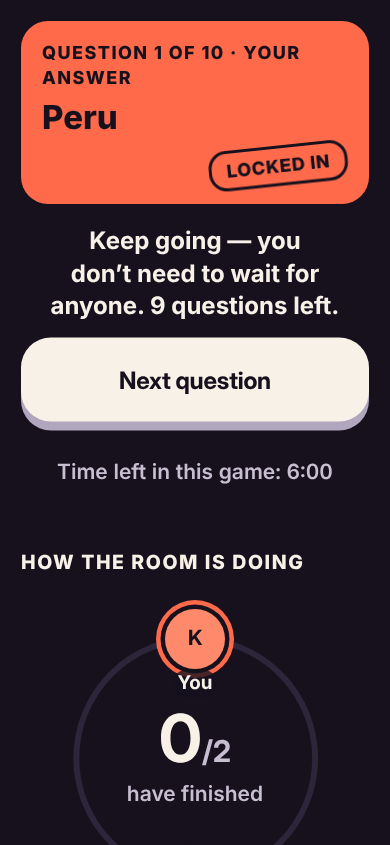 QUESTION 1 OF 10 · YOUR
ANSWER
Peru
LOCKED IN
Keep going — you
don’t need to wait for
anyone. 9 questions left.
Next question
Time left in this game: 6:00
HOW THE ROOM IS DOING
K
You
0/2
have finished